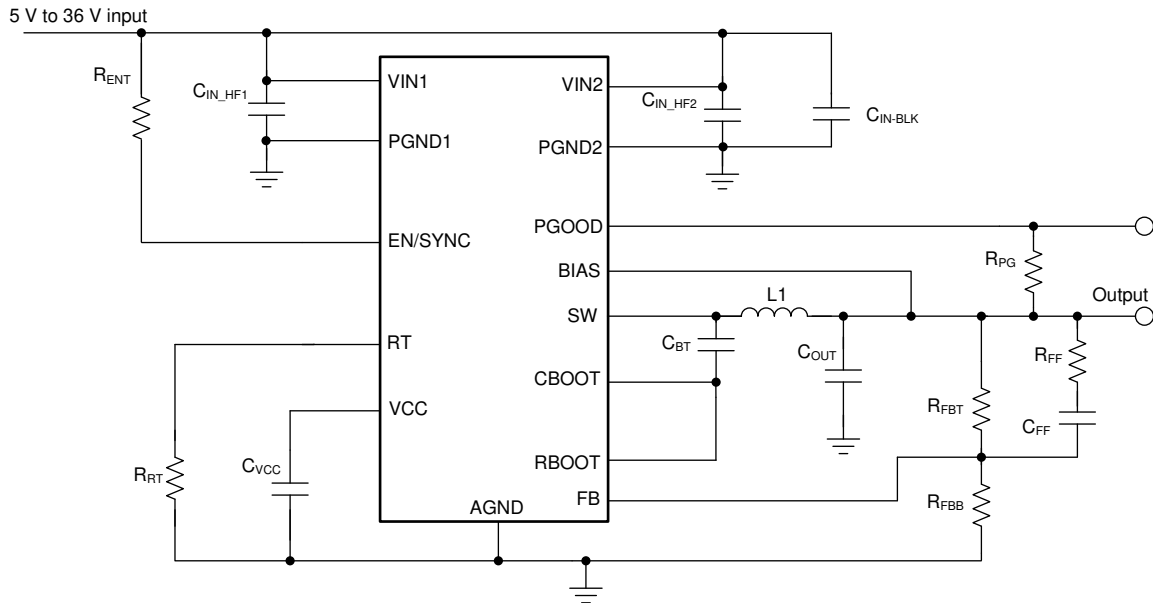 5 V to 36 V input
R_ENT
C_IN_HF1
VIN1
VIN2
C_IN_HF2
C_IN-BLK
PGND1
PGND2
EN/SYNC
PGOOD
BIAS
R_PG
L1
Output
SW
RT
C_BT
C_OUT
R_FF
CBOOT
VCC
R_FBT
C_FF
R_RT
C_VCC
RBOOT
FB
AGND
R_FBB